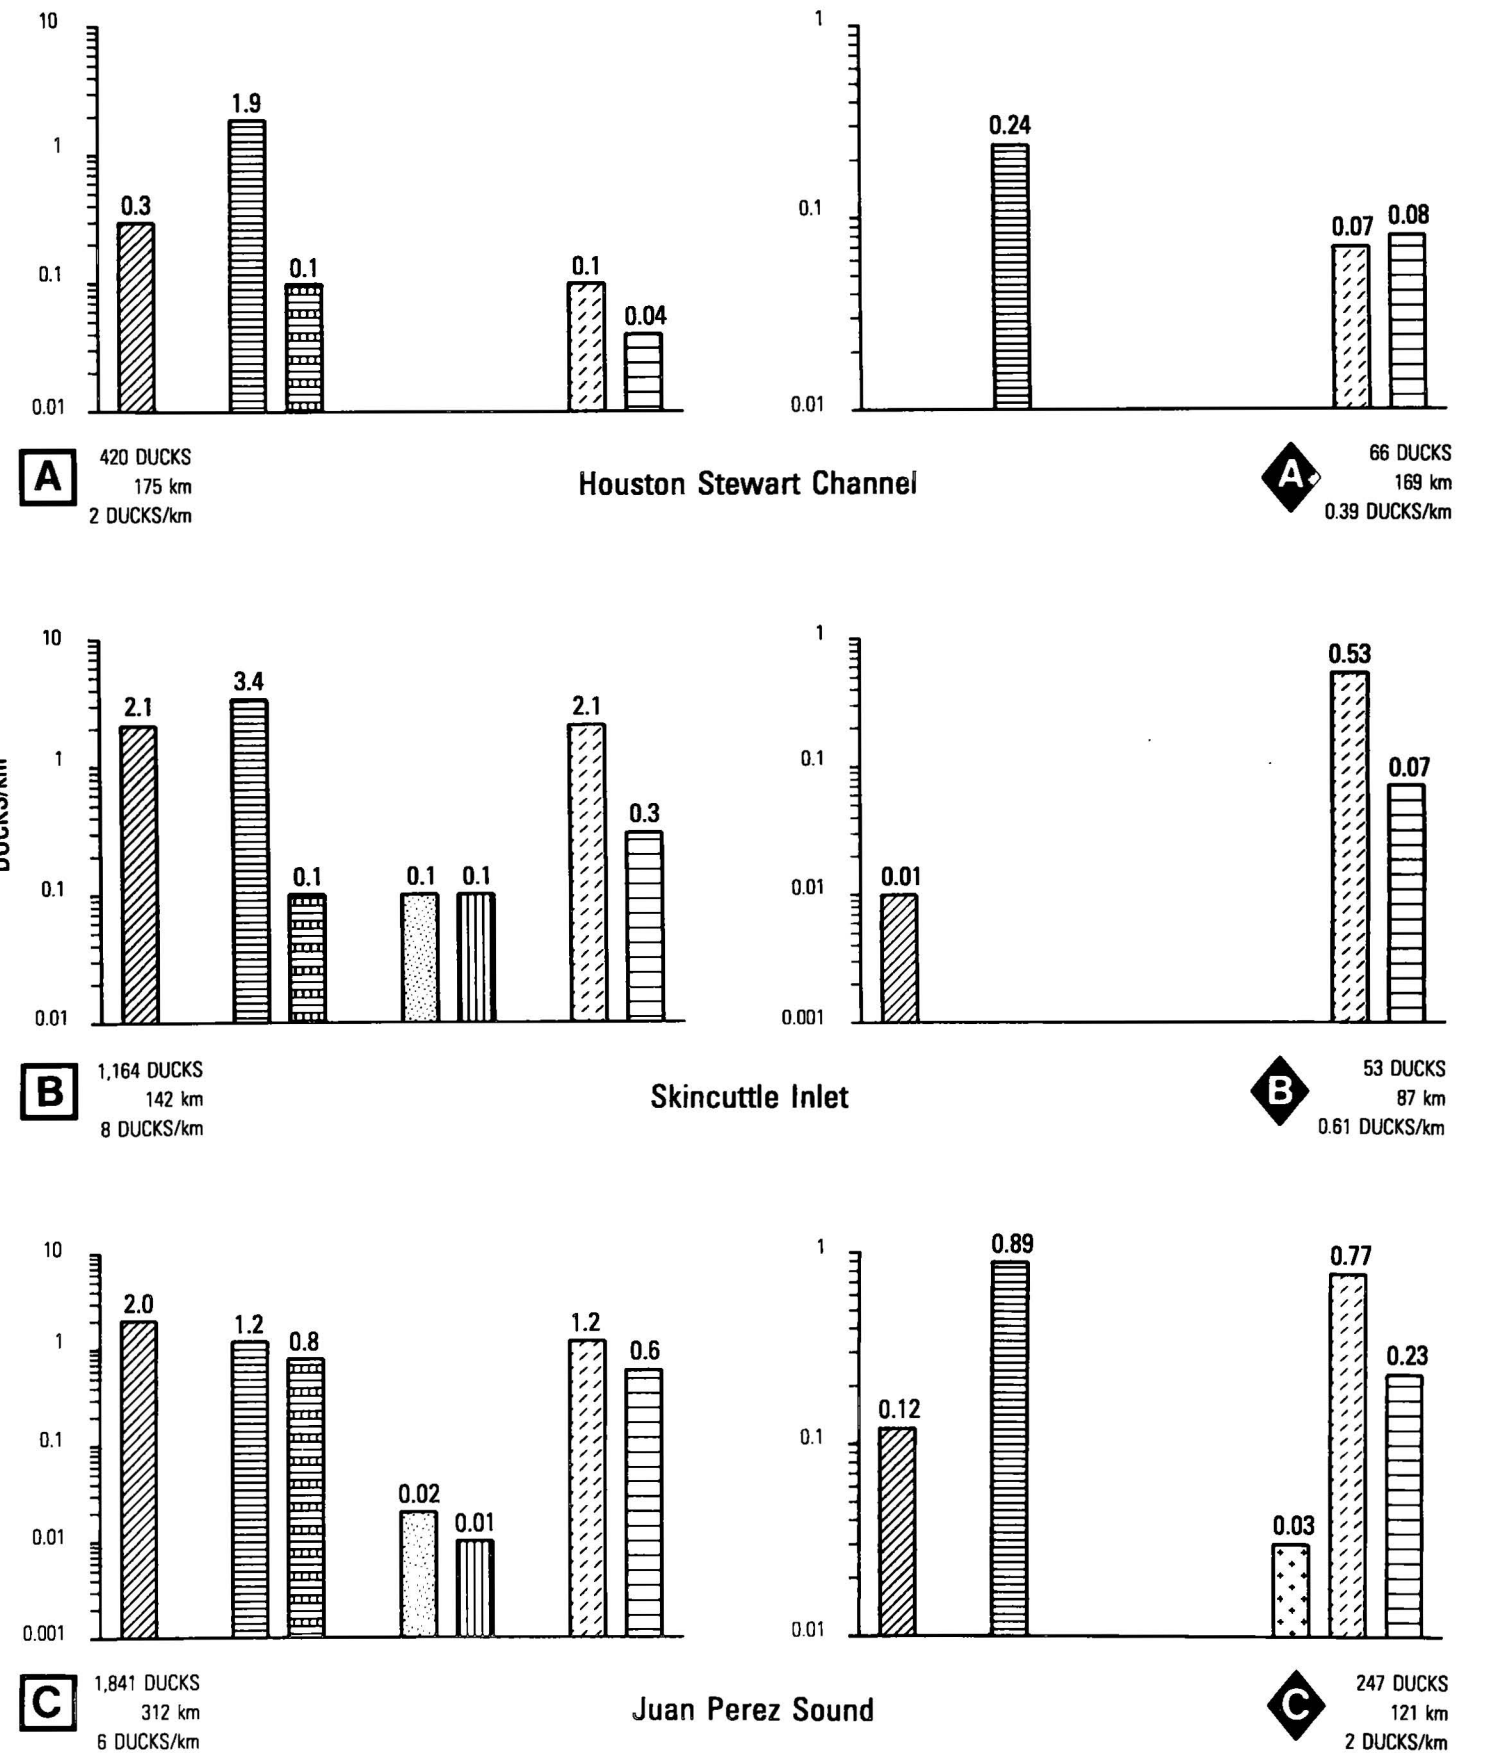 10
1
0.1
0.01
0.3
1.9
0.1
0.1
0.04
1
0.1
0.01
0.24
0.07
0.08
A
420 DUCKS
175 km
2 DUCKS/km
Houston Stewart Channel
A
66 DUCKS
169 km
0.39 DUCKS/km
DUCKS/km
10
1
0.1
0.01
2.1
3.4
0.1
0.1
0.1
2.1
0.3
1
0.1
0.01
0.001
0.01
0.53
0.07
B
1,164 DUCKS
142 km
8 DUCKS/km
Skincuttle Inlet
B
53 DUCKS
87 km
0.61 DUCKS/km
10
1
0.1
0.01
0.001
2.0
1.2
0.8
0.02
0.01
1.2
0.6
1
0.1
0.01
0.12
0.89
0.03
0.77
0.23
C
1,841 DUCKS
312 km
6 DUCKS/km
Juan Perez Sound
C
247 DUCKS
121 km
2 DUCKS/km